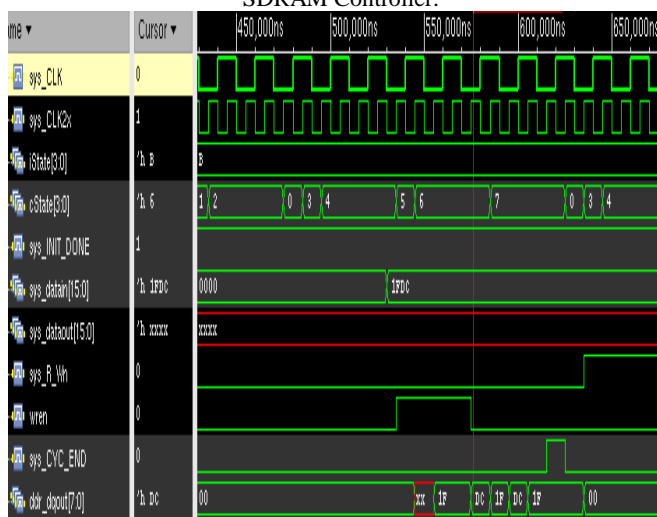 SDRAM Controller.
ame ▾ Cursor ▾ 450,000ns 500,000ns 550,000ns 600,000ns 650,000ns
sys_CLK 0
sys_CLK2x 1
iState[3:0] 'h B B
cState[3:0] 'h 6 1 2 0 3 4 5 6 7 0 3 4
sys_INIT_DONE 1
sys_datain[15:0] 'h 1FDC 0000 1FDC
sys_dataout[15:0] 'h xxxx xxxx
sys_R_Wn 0
wren 0
sys_CYC_END 0
ddr_dqout[7:0] 'h DC 00 xx 1F DC 1F DC 1F 00